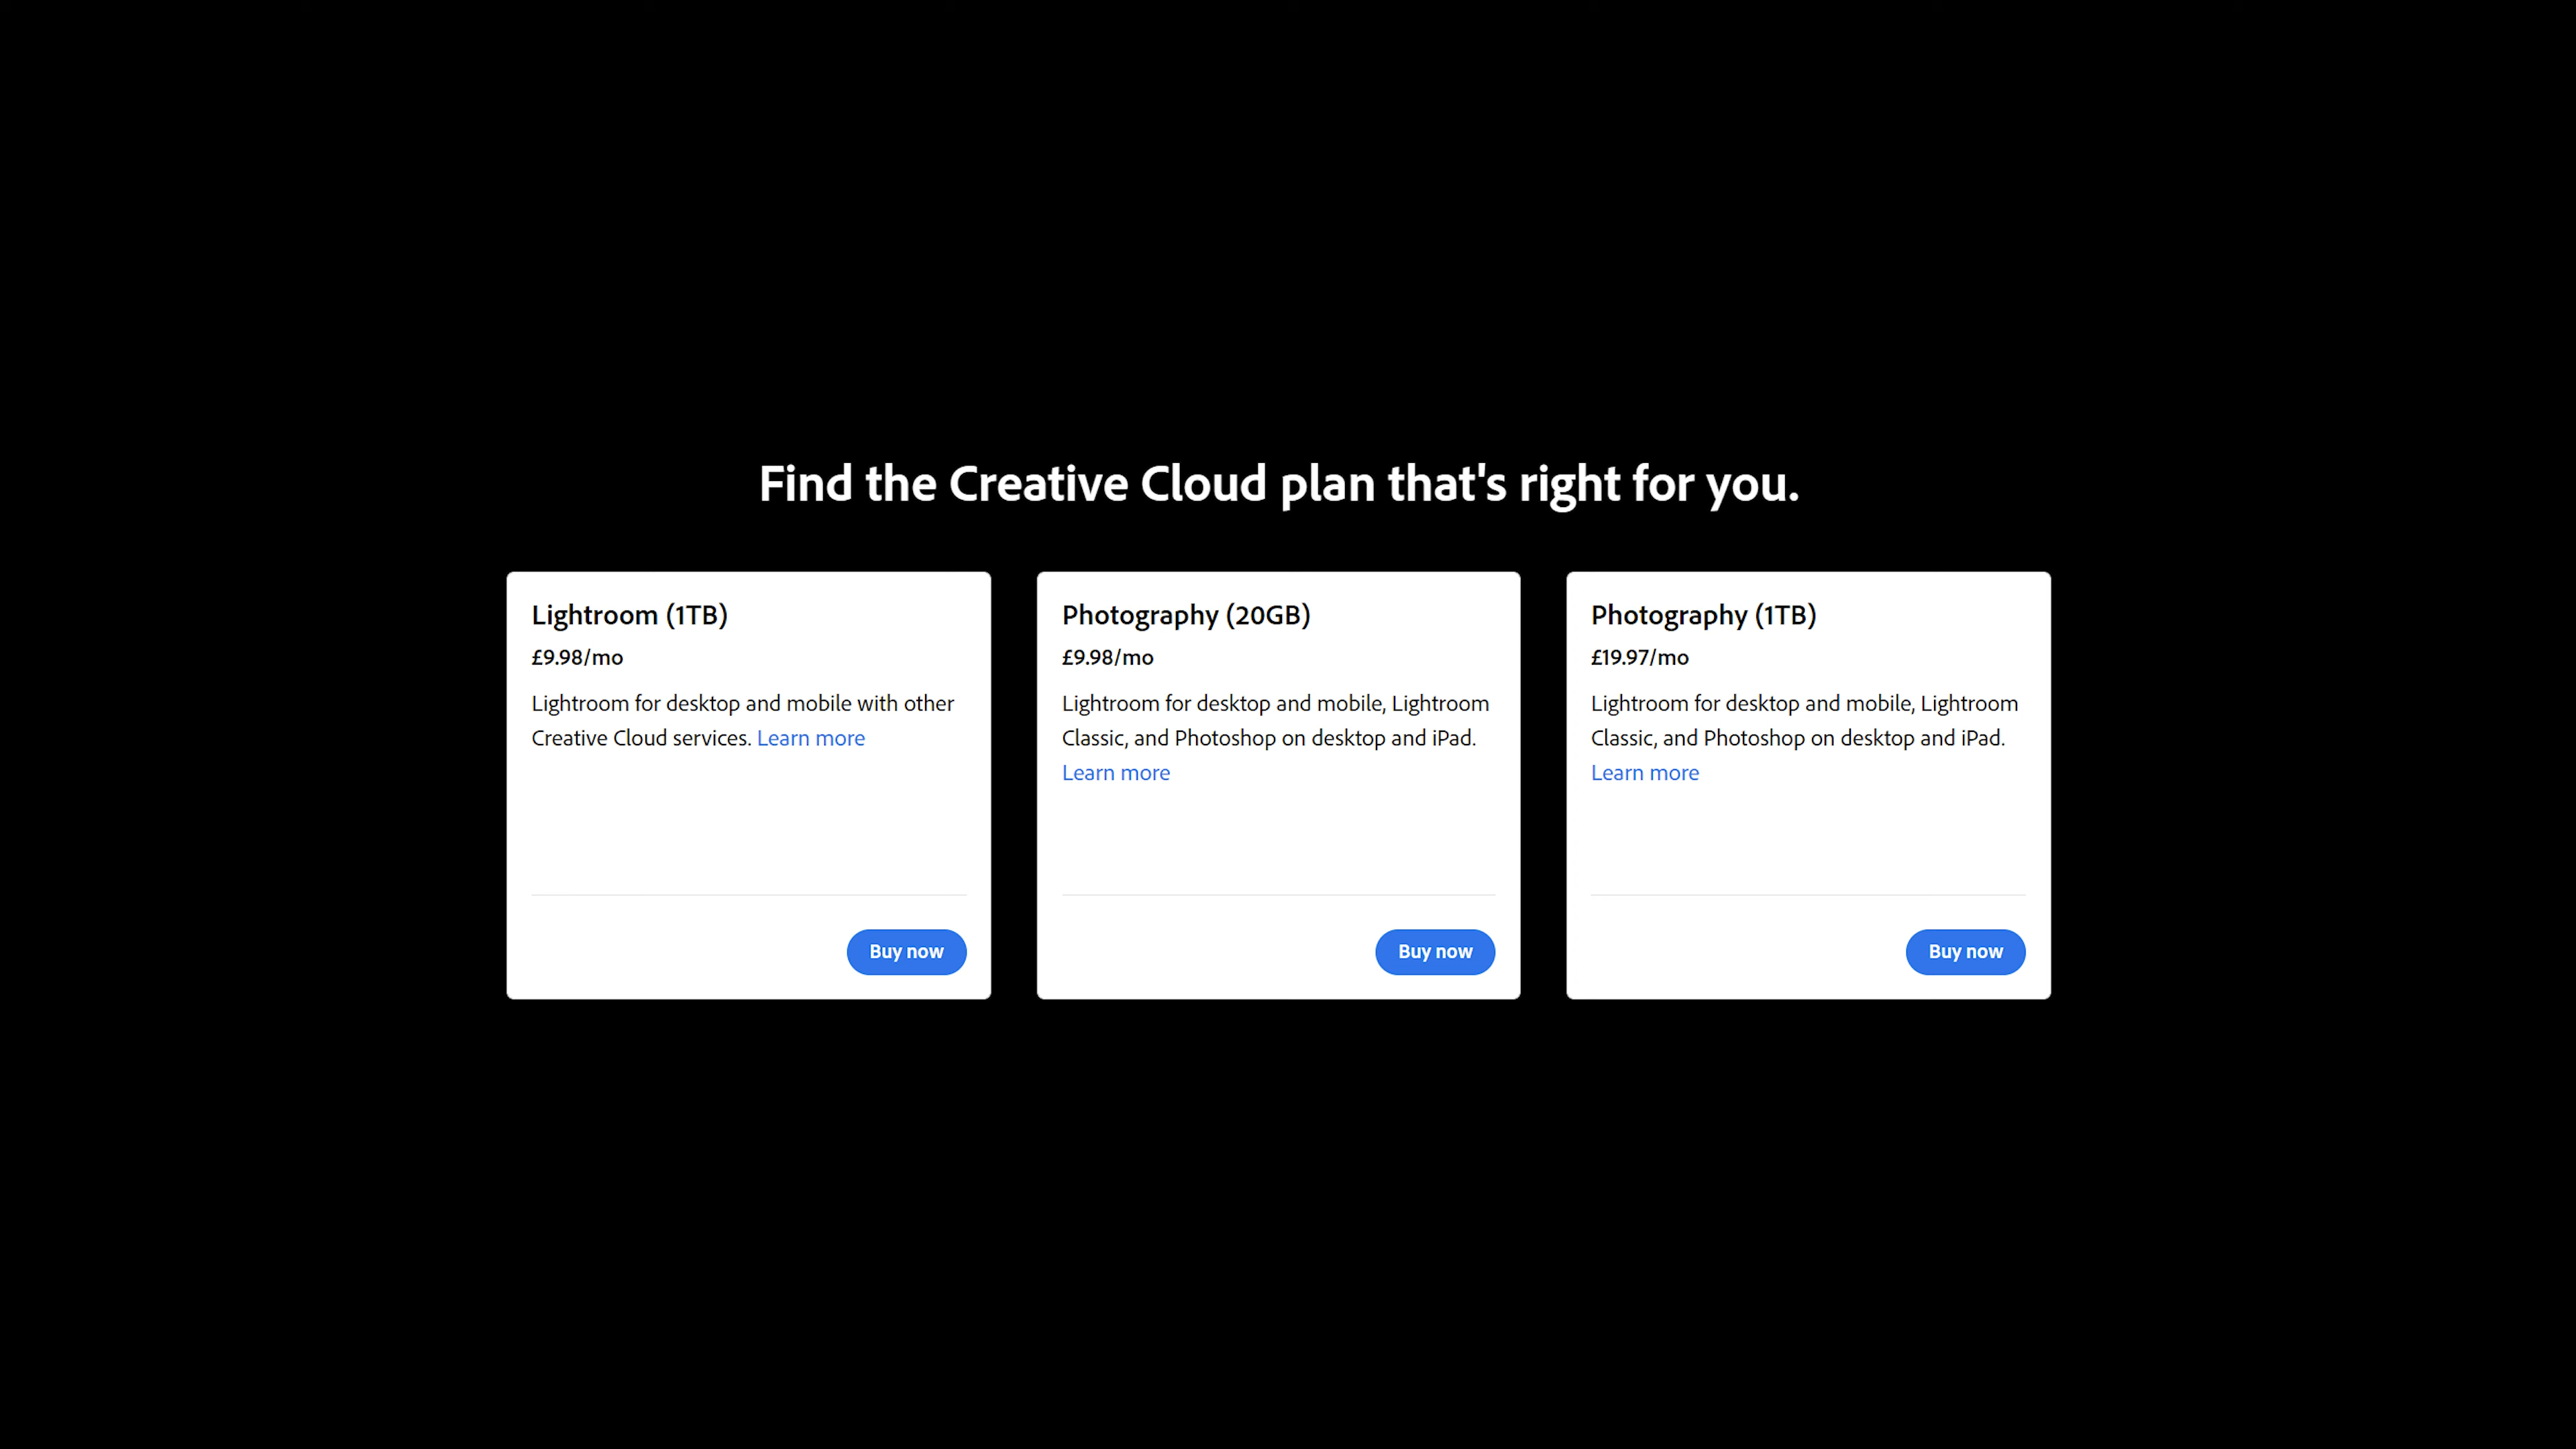 Find the Creative Cloud plan that's right for you.
Lightroom (1TB)
£9.98/mo
Lightroom for desktop and mobile with other
Creative Cloud services. Learn more
Buy now
Photography (20GB)
£9.98/mo
Lightroom for desktop and mobile, Lightroom
Classic, and Photoshop on desktop and iPad.
Learn more
Buy now
Photography (1TB)
£19.97/mo
Lightroom for desktop and mobile, Lightroom
Classic, and Photoshop on desktop and iPad.
Learn more
Buy now